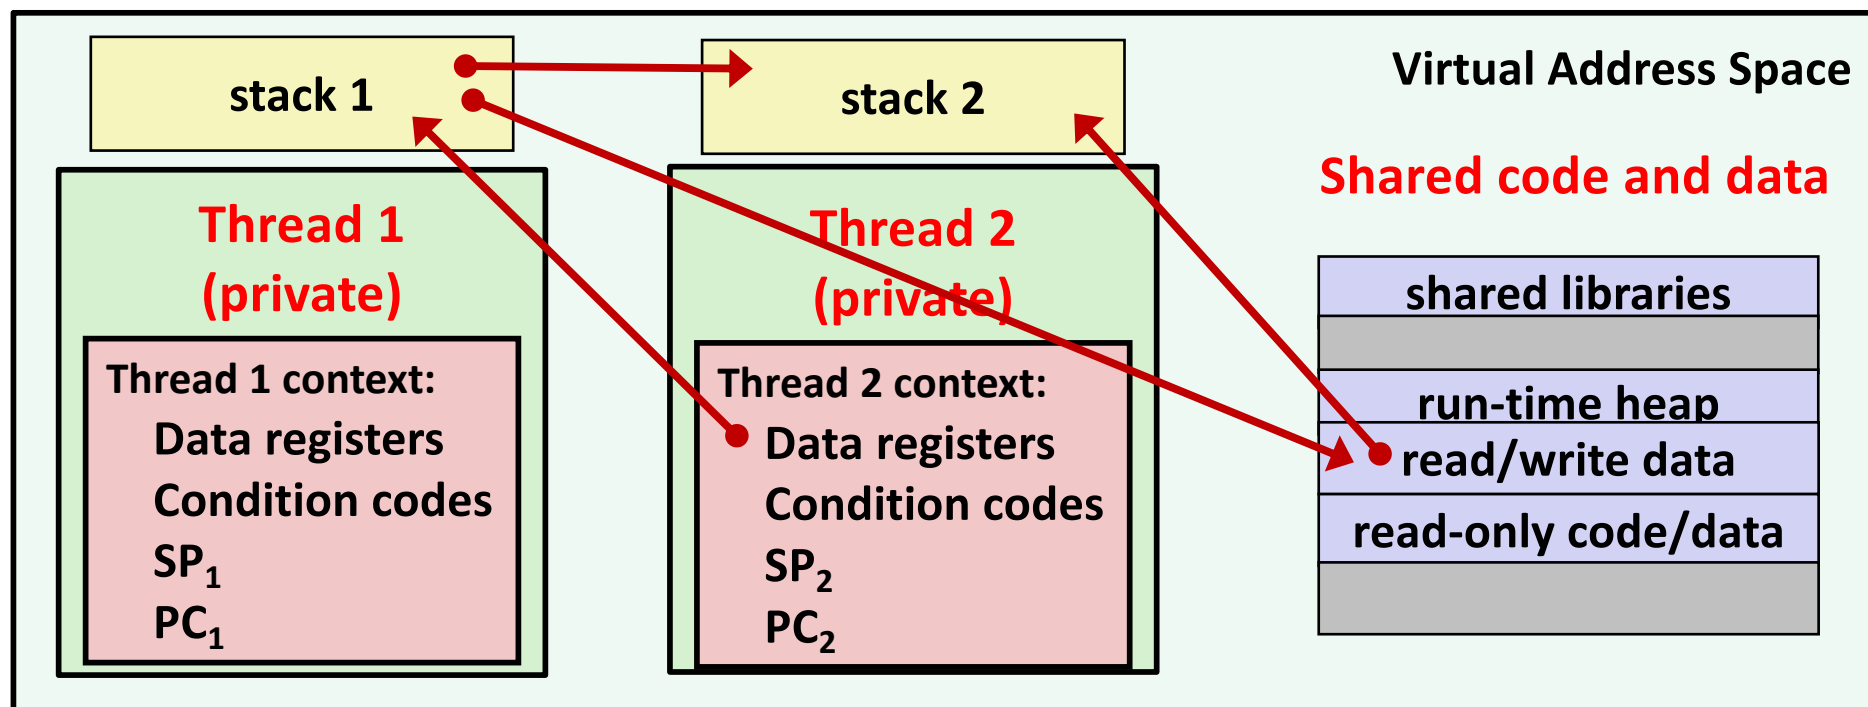 stack 1
stack 2
Virtual Address Space
Shared code and data
Thread 1
(private)
Thread 1 context:
Data registers
Condition codes
SP₁
PC₁
Thread 2
(private)
Thread 2 context:
Data registers
Condition codes
SP₂
PC₂
shared libraries
run-time heap
read/write data
read-only code/data